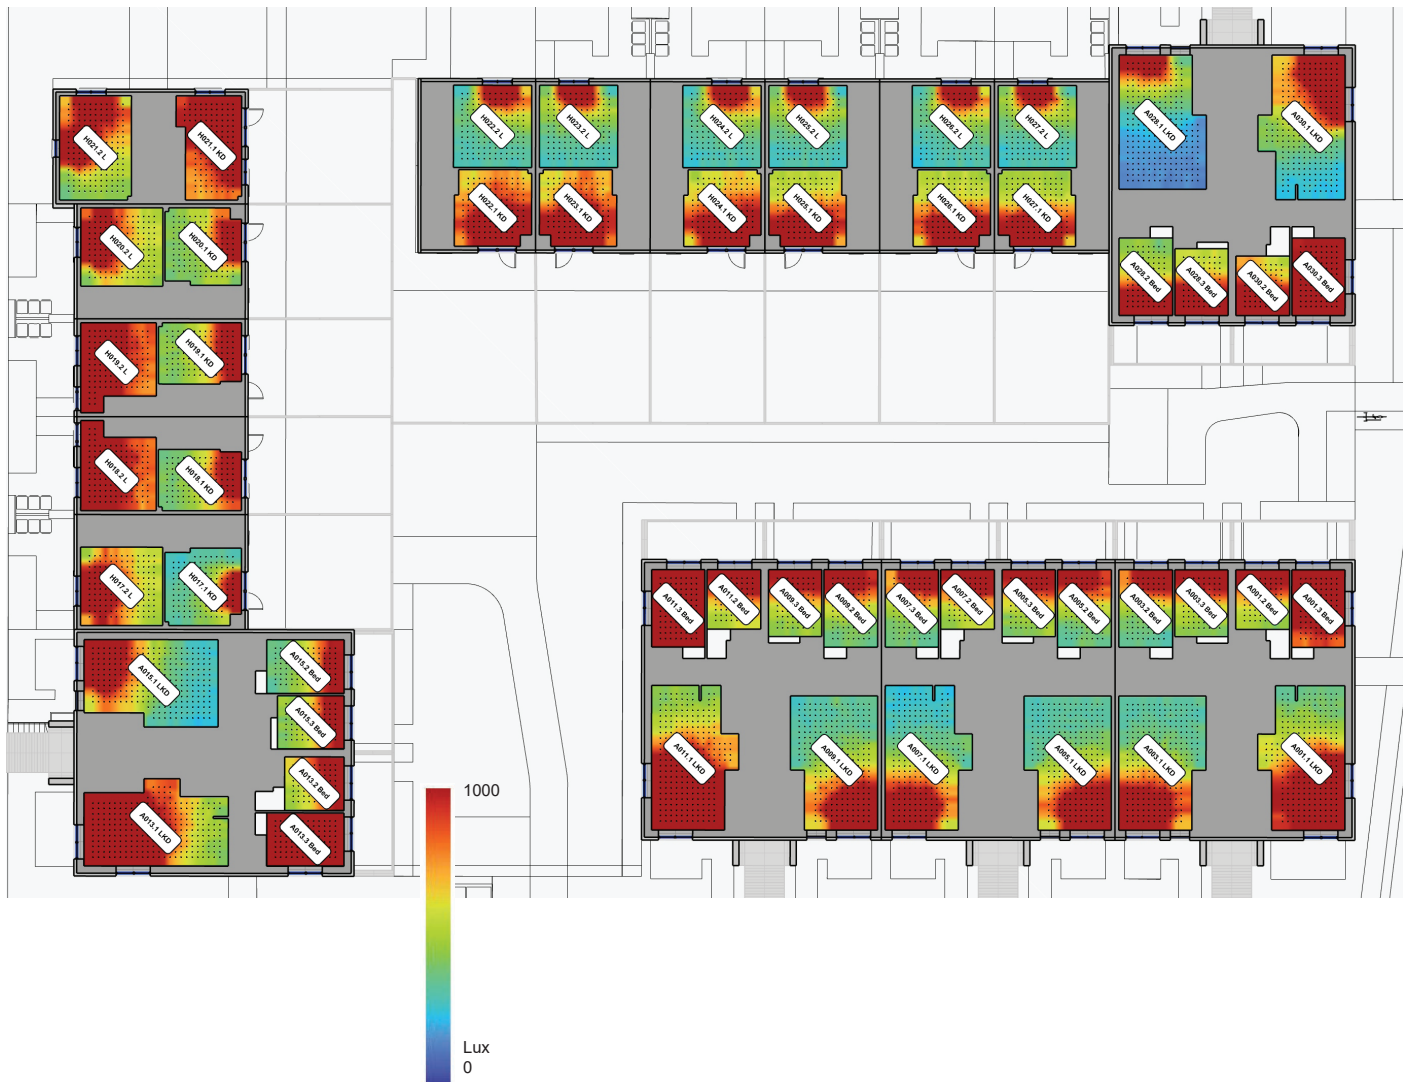 H021.2 L
H021.1 KD
H022.2 L
H023.2 L
H024.2 L
H025.2 L
H026.2 L
H027.2 L
A028.1 LKD
A030.1 LKD
H022.1 KD
H023.1 KD
H024.1 KD
H025.1 KD
H026.1 KD
H027.1 KD
H020.2 L
H020.1 KD
A028.2 Bed
A028.3 Bed
A030.2 Bed
A030.3 Bed
H019.2 L
H019.1 KD
H018.2 L
H018.1 KD
H017.2 L
H017.1 KD
A011.3 Bed
A011.2 Bed
A009.3 Bed
A009.2 Bed
A007.3 Bed
A007.2 Bed
A005.3 Bed
A005.2 Bed
A003.2 Bed
A003.3 Bed
A001.2 Bed
A001.3 Bed
A015.1 LKD
A015.2 Bed
A015.3 Bed
A013.2 Bed
A013.1 LKD
A013.3 Bed
A011.1 LKD
A009.1 LKD
A007.1 LKD
A005.1 LKD
A003.1 LKD
A001.1 LKD
1000
Lux
0